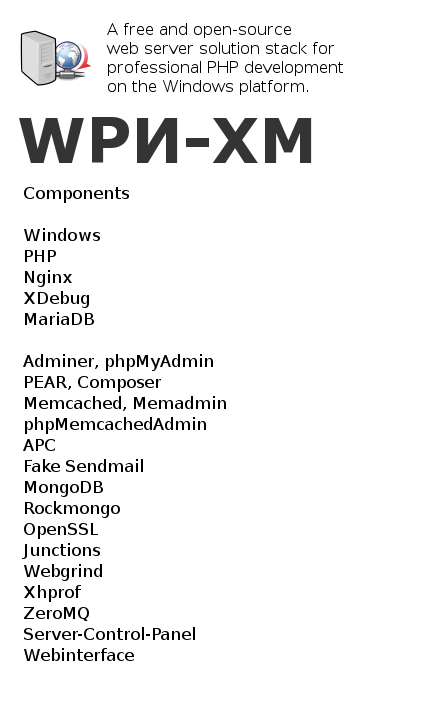 A free and open-source
web server solution stack for
professional PHP development
on the Windows platform.
WPИ-XM
Components
Windows
PHP
Nginx
XDebug
MariaDB
Adminer, phpMyAdmin
PEAR, Composer
Memcached, Memadmin
phpMemcachedAdmin
APC
Fake Sendmail
MongoDB
Rockmongo
OpenSSL
Junctions
Webgrind
Xhprof
ZeroMQ
Server-Control-Panel
Webinterface